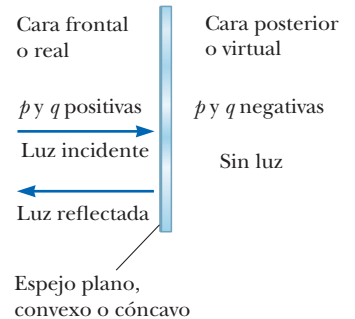 Cara frontal
o real
Cara posterior
o virtual
p y q positivas
p y q negativas
Luz incidente
Sin luz
Luz reflectada
Espejo plano,
convexo o cóncavo